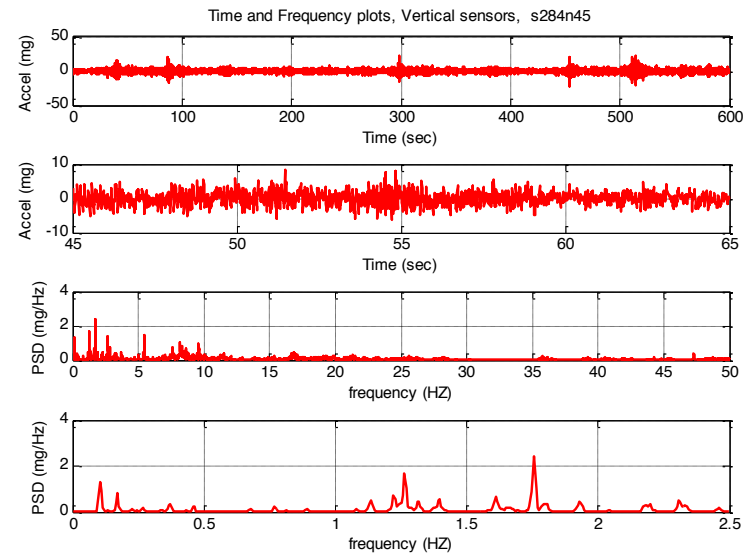 Time and Frequency plots, Vertical sensors,  s284n45
Accel (mg)
50
0
-50
0 100 200 300 400 500 600
Time (sec)
Accel (mg)
10
0
-10
45 50 55 60 65
Time (sec)
PSD (mg/Hz)
4
2
0
0 5 10 15 20 25 30 35 40 45 50
frequency (HZ)
PSD (mg/Hz)
4
2
0
0 0.5 1 1.5 2 2.5
frequency (HZ)